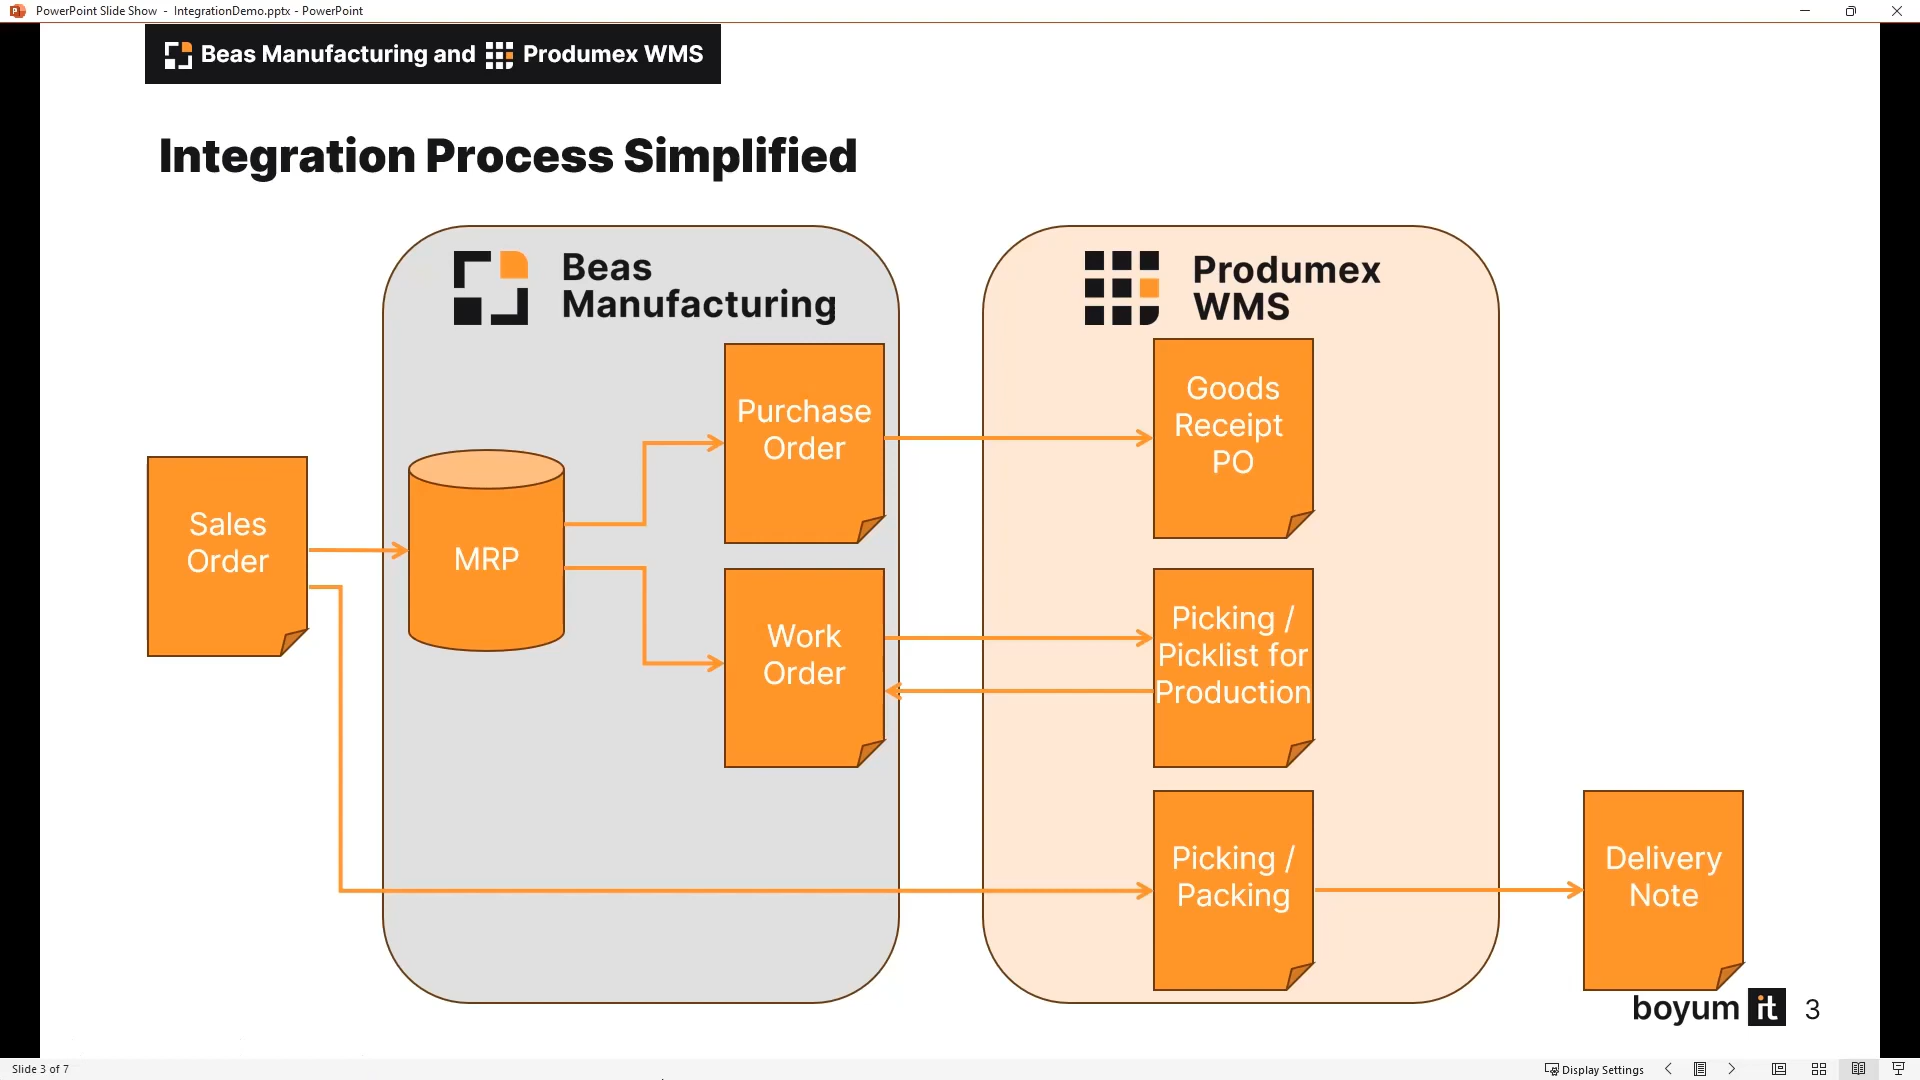 PowerPoint Slide Show - IntegrationDemo.pptx - PowerPoint
Beas Manufacturing and Produmex WMS
Integration Process Simplified
Beas
Manufacturing
Produmex
WMS
Purchase
Order
Goods
Receipt
PO
Sales
Order
MRP
Work
Order
Picking /
Picklist for
Production
Picking /
Packing
Delivery
Note
boyum it
3
Slide 3 of 7
Display Settings